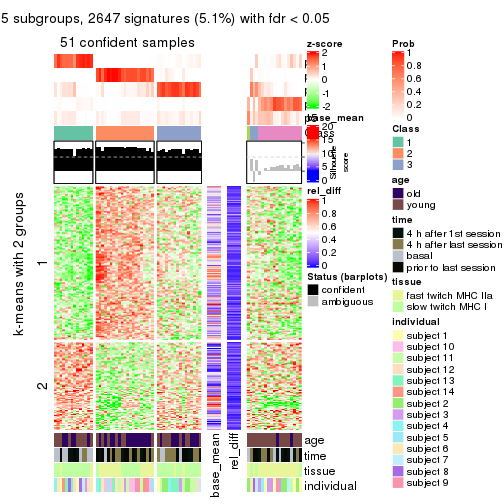 5 subgroups, 2647 signatures (5.1%) with fdr < 0.05
51 confident samples
k-means with 2 groups
1
2
Class
Silhouette
score
base_mean
rel_diff
age
time
tissue
individual
z-score
2
1
0
-1
-2
base_mean
20
15
10
5
0
rel_diff
1
0.8
0.6
0.4
0.2
0
Status (barplots)
confident
ambiguous
Prob
1
0.8
0.6
0.4
0.2
0
Class
1
2
3
age
old
young
time
4 h after 1st session
4 h after last session
basal
prior to last session
tissue
fast twitch MHC IIa
slow twitch MHC I
individual
subject 1
subject 10
subject 11
subject 12
subject 13
subject 14
subject 2
subject 3
subject 4
subject 5
subject 6
subject 7
subject 8
subject 9